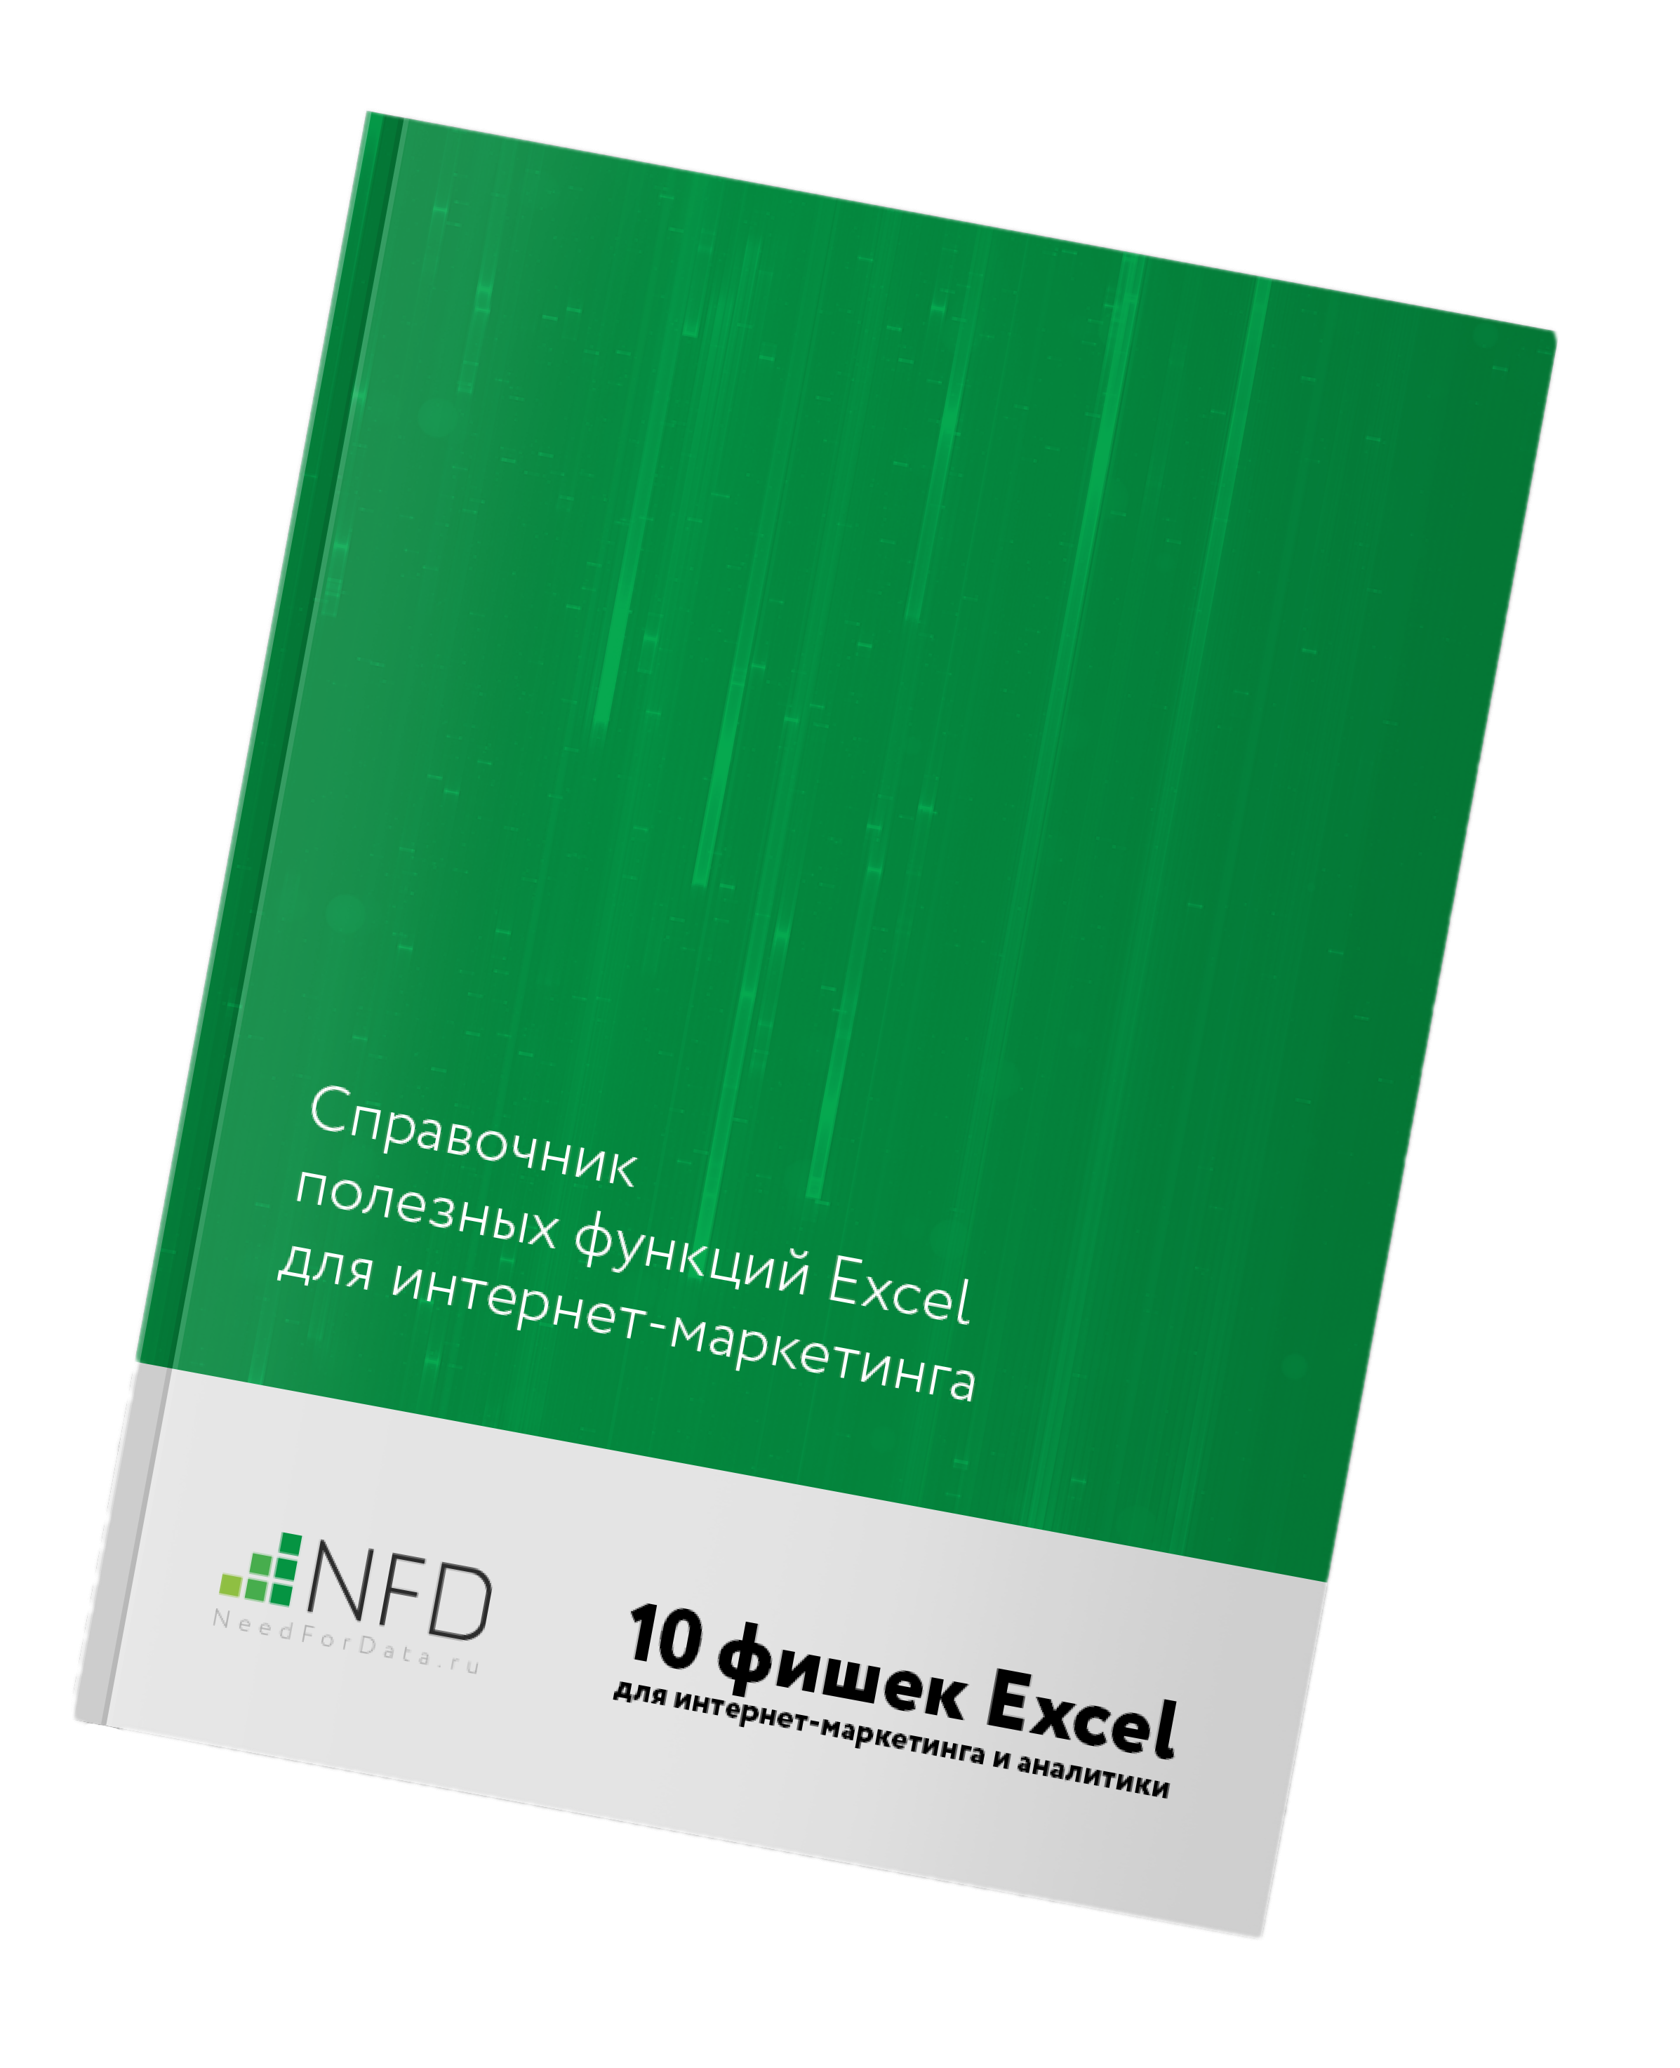 Справочник
полезных функций Excel
для интернет-маркетинга
NFD
NeedForData.ru
10 фишек Excel
для интернет-маркетинга и аналитики